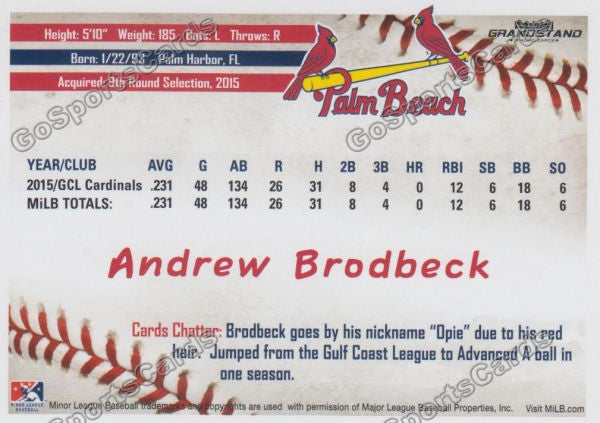 Height: 5'10" Weight: 185 Bats: L Throws: R
Born: 1/22/93 Palm Harbor, FL
Acquired: 8th Round Selection, 2015
GRANDSTAND
Palm Beach
YEAR/CLUB AVG G AB R H 2B 3B HR RBI SB BB SO
2015/GCL Cardinals .231 48 134 26 31 8 4 0 12 6 18 6
MiLB TOTALS: .231 48 134 26 31 8 4 0 12 6 18 6
Andrew Brodbeck
Cards Chatter: Brodbeck goes by his nickname "Opie" due to his red
hair. Jumped from the Gulf Coast League to Advanced A ball in
one season.
MINOR LEAGUE
BASEBALL
Minor League Baseball trademarks and copyrights are used with permission of Major League Baseball Properties, Inc. Visit MiLB.com
GoSportsCards
GoSportsCards
GoSportsCards
GoSportsCards